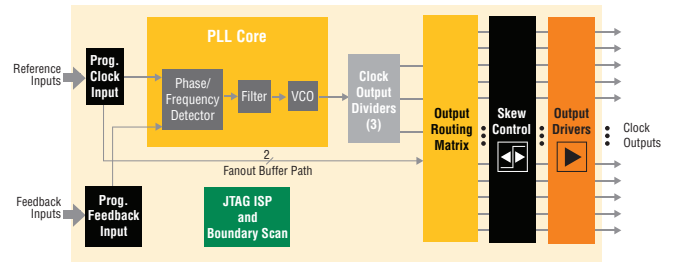 PLL Core
Reference
Inputs
Prog.
Clock
Input
Phase/
Frequency
Detector
Filter
VCO
Clock
Output
Dividers
(3)
Output
Routing
Matrix
Skew
Control
Output
Drivers
Clock
Outputs
2
Fanout Buffer Path
Feedback
Inputs
Prog.
Feedback
Input
JTAG ISP
and
Boundary Scan